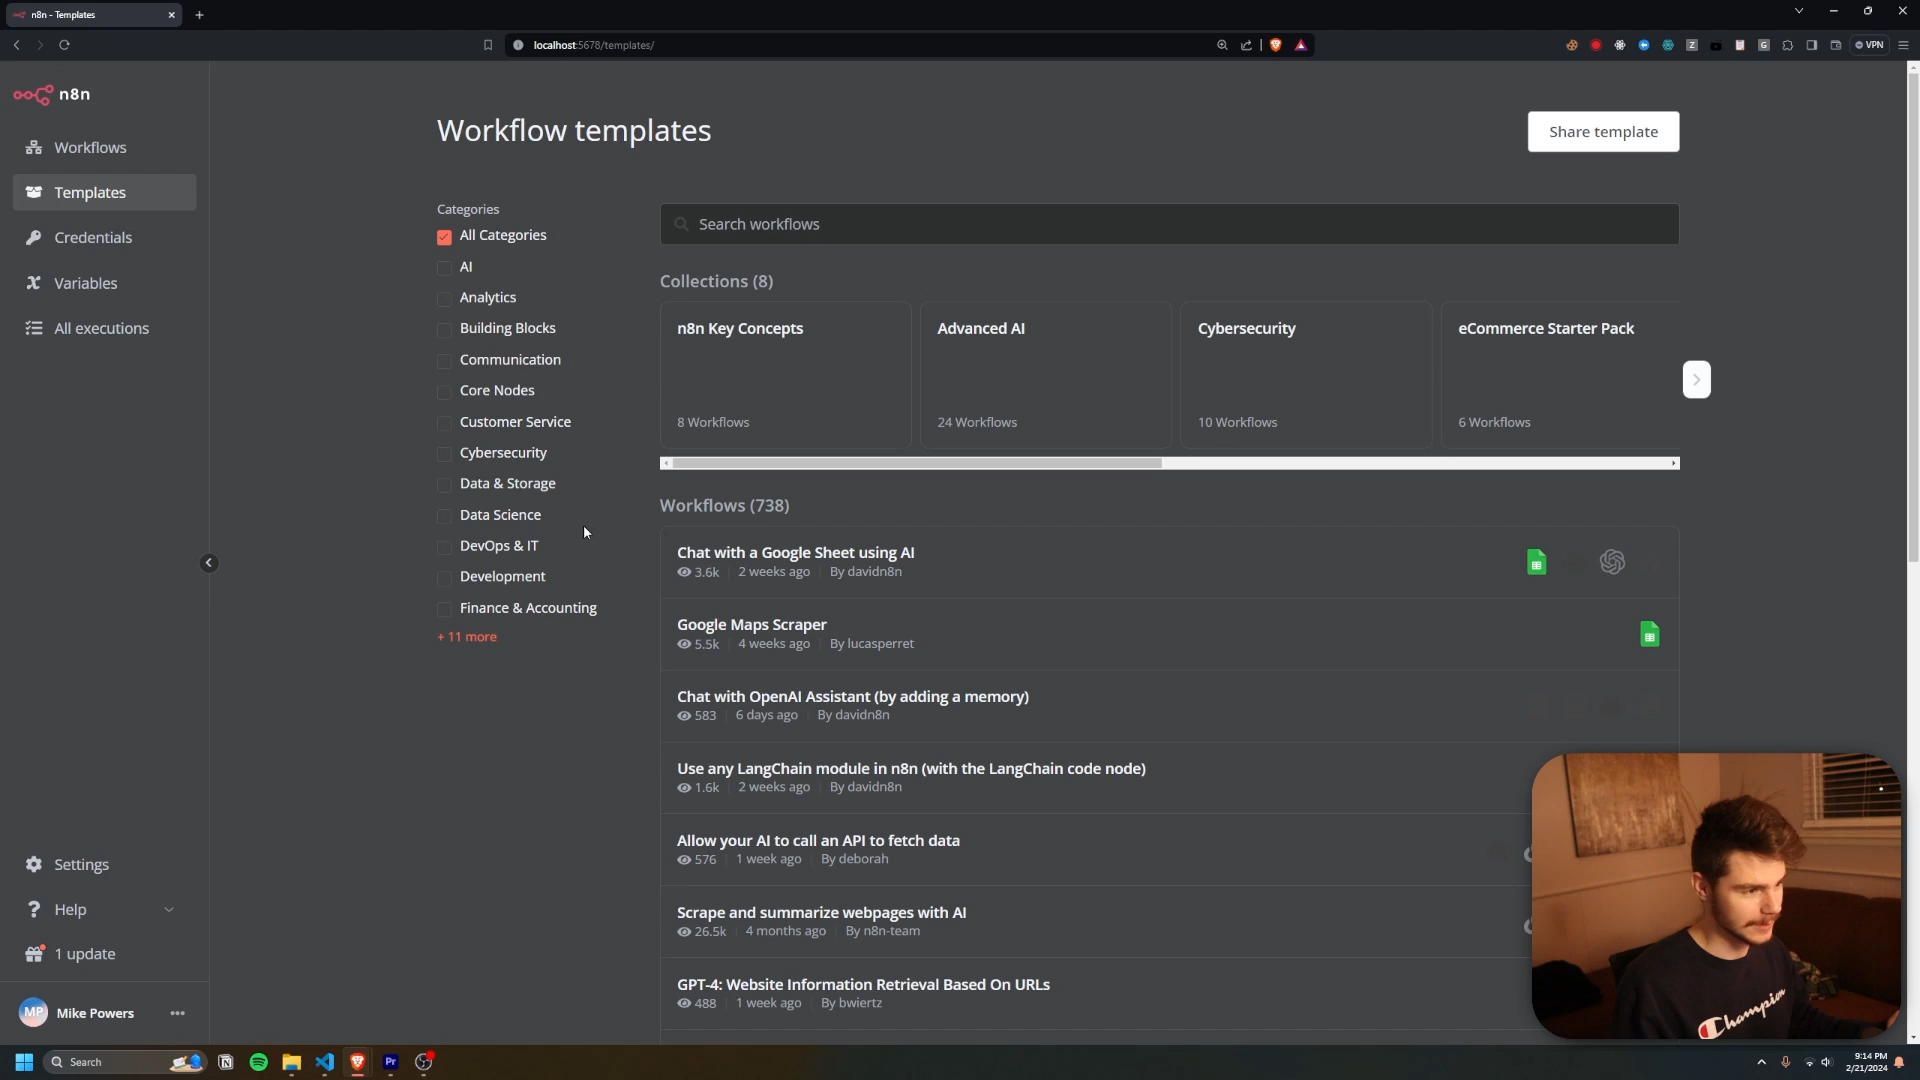 n8n - Templates
localhost:5678/templates/
VPN
n8n
Workflows
Templates
Credentials
Variables
All executions
Settings
Help
1 update
MP
Mike Powers
Workflow templates
Share template
Categories
All Categories
AI
Analytics
Building Blocks
Communication
Core Nodes
Customer Service
Cybersecurity
Data & Storage
Data Science
DevOps & IT
Development
Finance & Accounting
+ 11 more
Search workflows
Collections (8)
n8n Key Concepts
8 Workflows
Advanced AI
24 Workflows
Cybersecurity
10 Workflows
eCommerce Starter Pack
6 Workflows
Workflows (738)
Chat with a Google Sheet using AI
3.6k 2 weeks ago By davidn8n
Google Maps Scraper
5.5k 4 weeks ago By lucasperret
Chat with OpenAI Assistant (by adding a memory)
583 6 days ago By davidn8n
Use any LangChain module in n8n (with the LangChain code node)
1.6k 2 weeks ago By davidn8n
Allow your AI to call an API to fetch data
576 1 week ago By deborah
Scrape and summarize webpages with AI
26.5k 4 months ago By n8n-team
GPT-4: Website Information Retrieval Based On URLs
488 1 week ago By bwiertz
Champion
Search
Pr
9:14 PM
2/21/2024